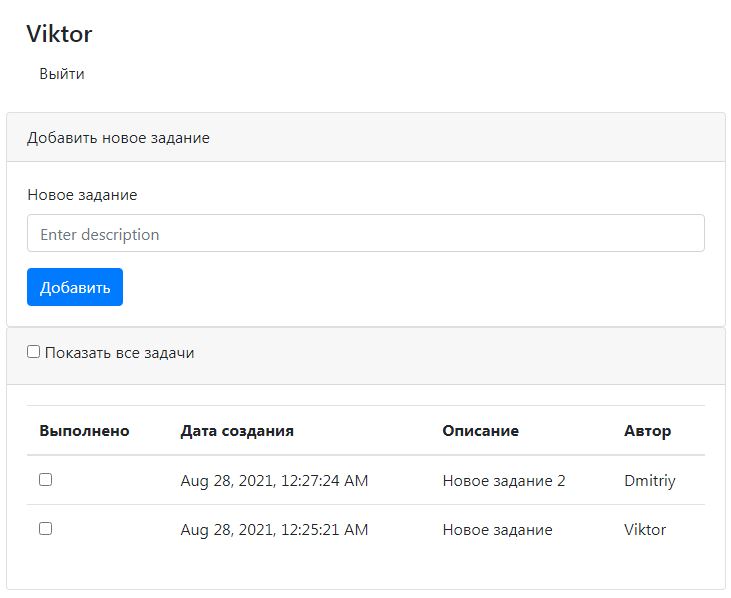 Viktor
Выйти
Добавить новое задание
Новое задание
Enter description
Добавить
Показать все задачи
Выполнено Дата создания Описание Автор
Aug 28, 2021, 12:27:24 AM Новое задание 2 Dmitriy
Aug 28, 2021, 12:25:21 AM Новое задание Viktor